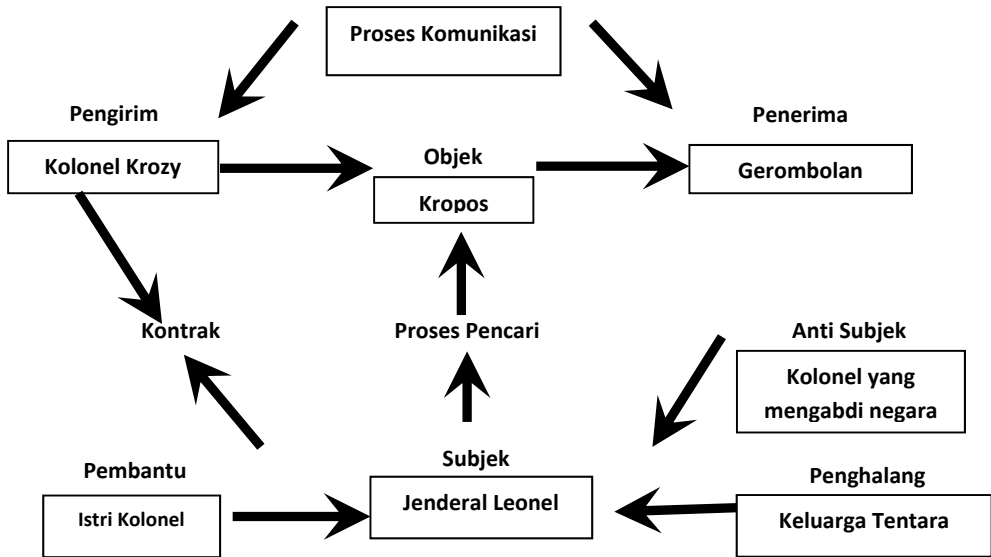 Proses Komunikasi
Pengirim
Penerima
Kolonel Krozy
Objek
Gerombolan
Kropos
Kontrak
Proses Pencari
Anti Subjek
Kolonel yang
mengabdi negara
Pembantu
Subjek
Penghalang
Istri Kolonel
Jenderal Leonel
Keluarga Tentara